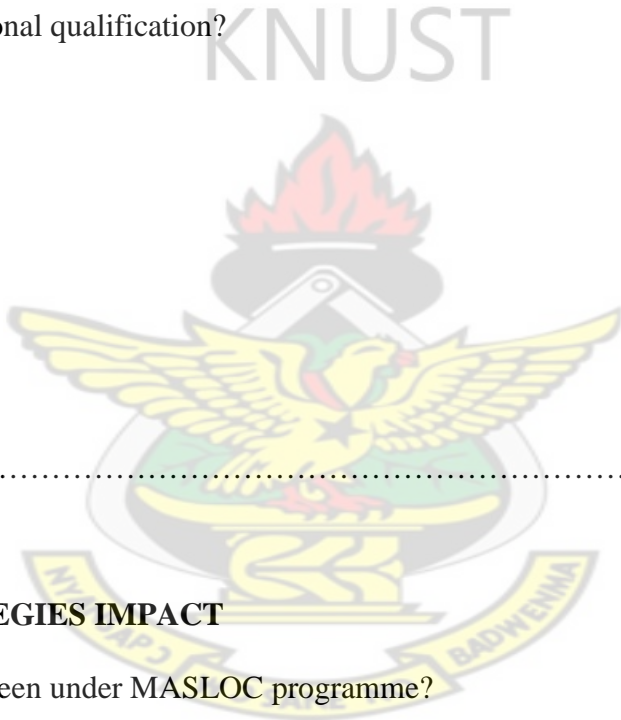 KNUST
onal qualification?
……………………………………………………
EGIES IMPACT
een under MASLOC programme?
BADWENMA